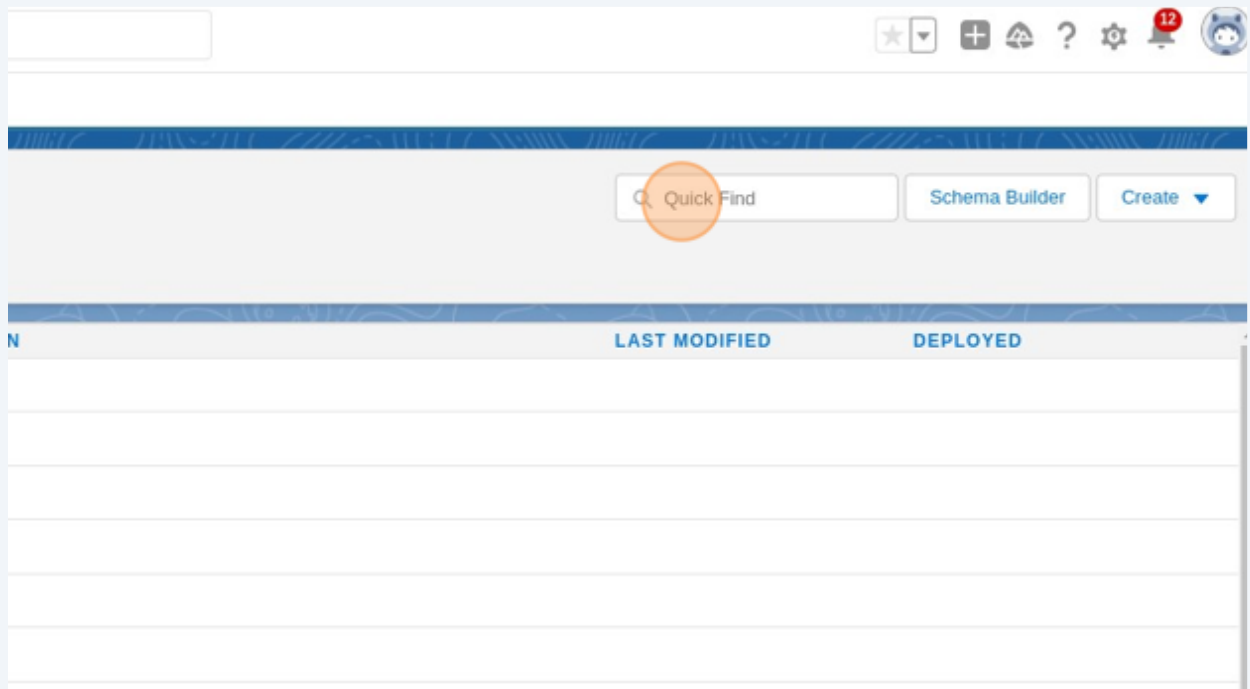 12
Quick Find
Schema Builder
Create
N
LAST MODIFIED
DEPLOYED